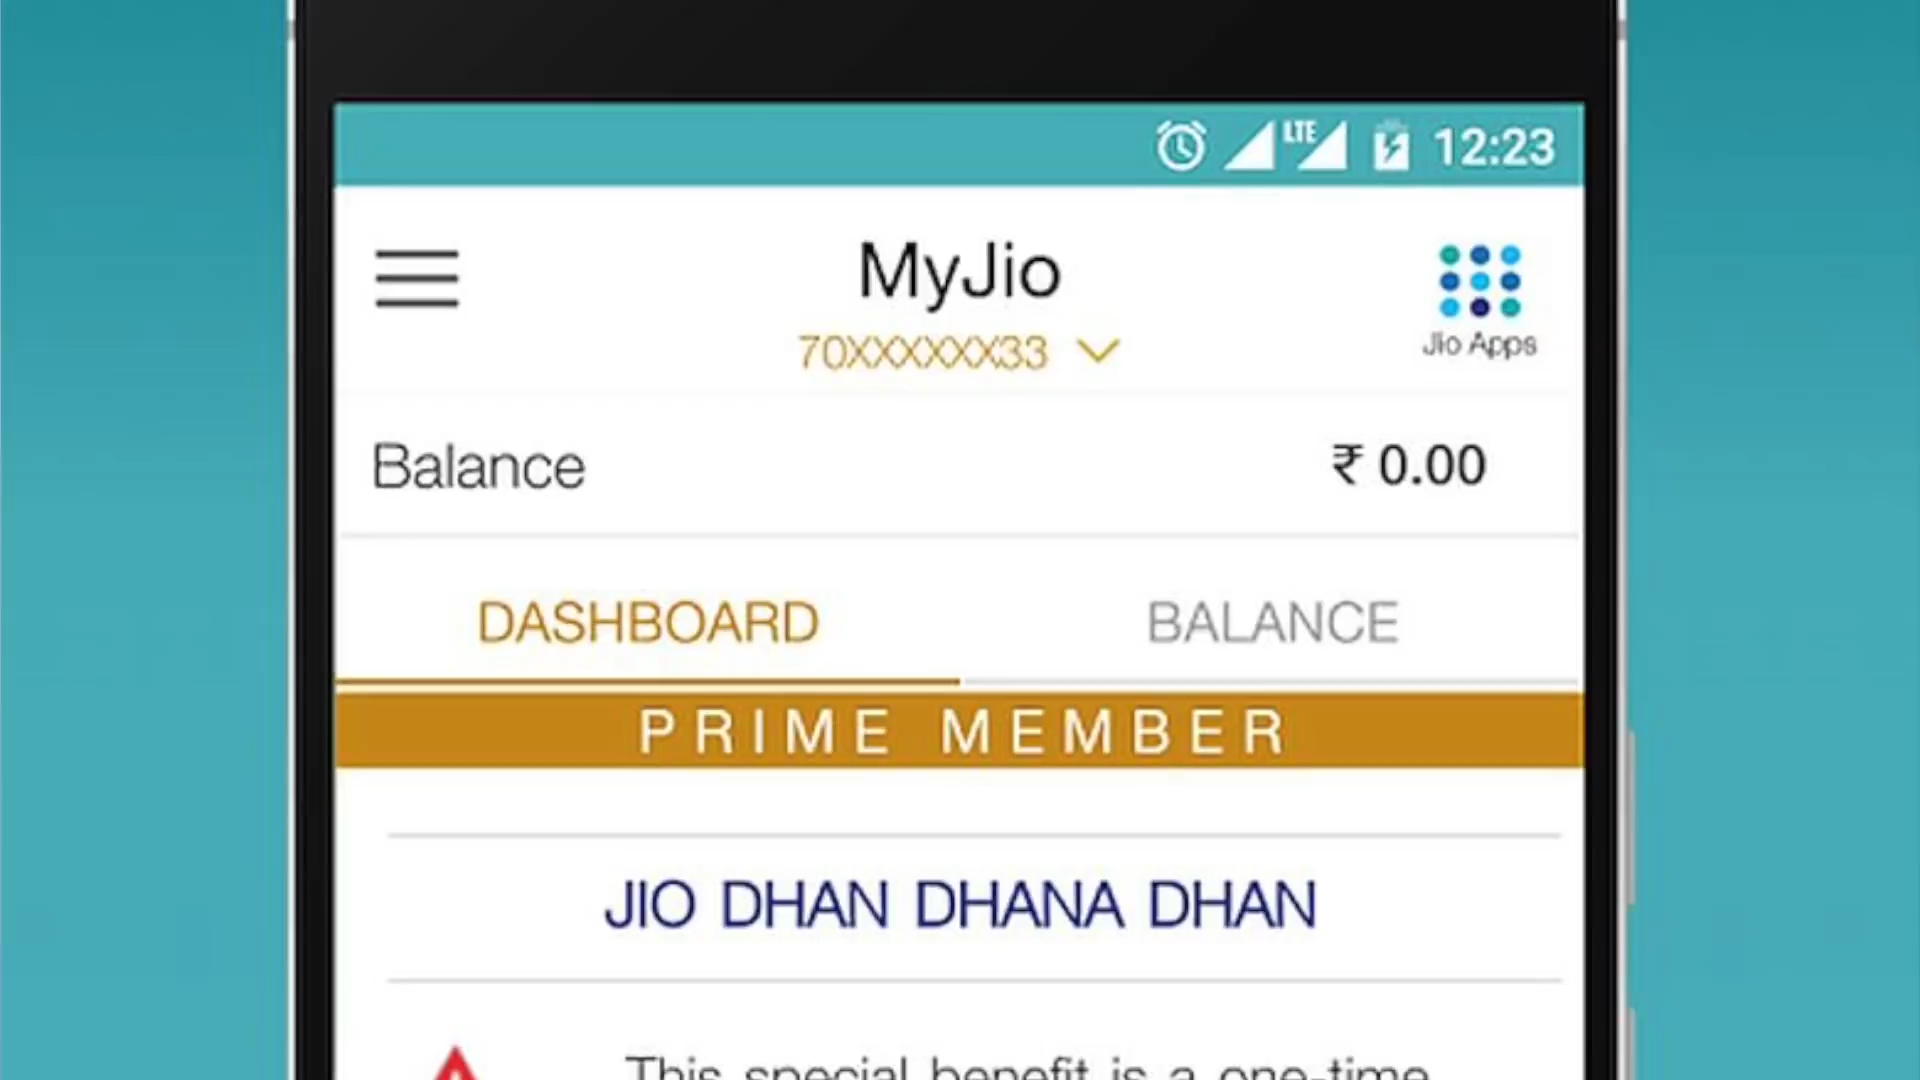 LTE 12:23
MyJio
70XXXXXX33
Jio Apps
Balance ₹ 0.00
DASHBOARD BALANCE
PRIME MEMBER
JIO DHAN DHANA DHAN
This special benefit is a one-time